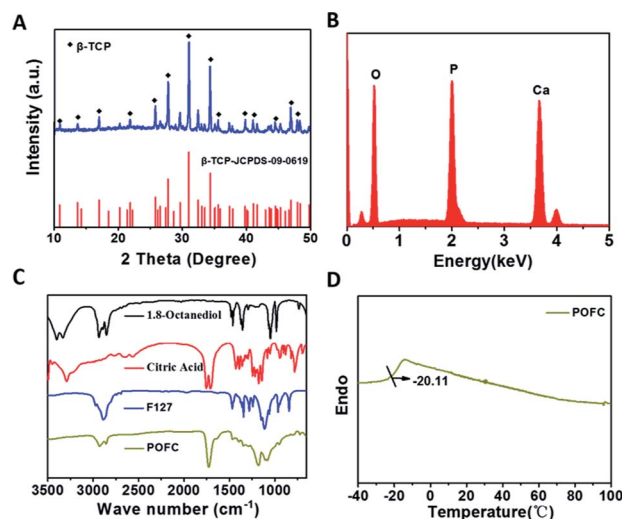 A
◆ β-TCP
Intensity (a.u.)
β-TCP-JCPDS-09-0619
10 20 30 40 50
2 Theta (Degree)
B
O
P
Ca
0 1 2 3 4 5
Energy(keV)
C
1.8-Octanediol
Citric Acid
F127
POFC
3500 3000 2500 2000 1500 1000
Wave number (cm⁻¹)
D
POFC
Endo
-20.11
-40 -20 0 20 40 60 80 100
Temperature(℃)